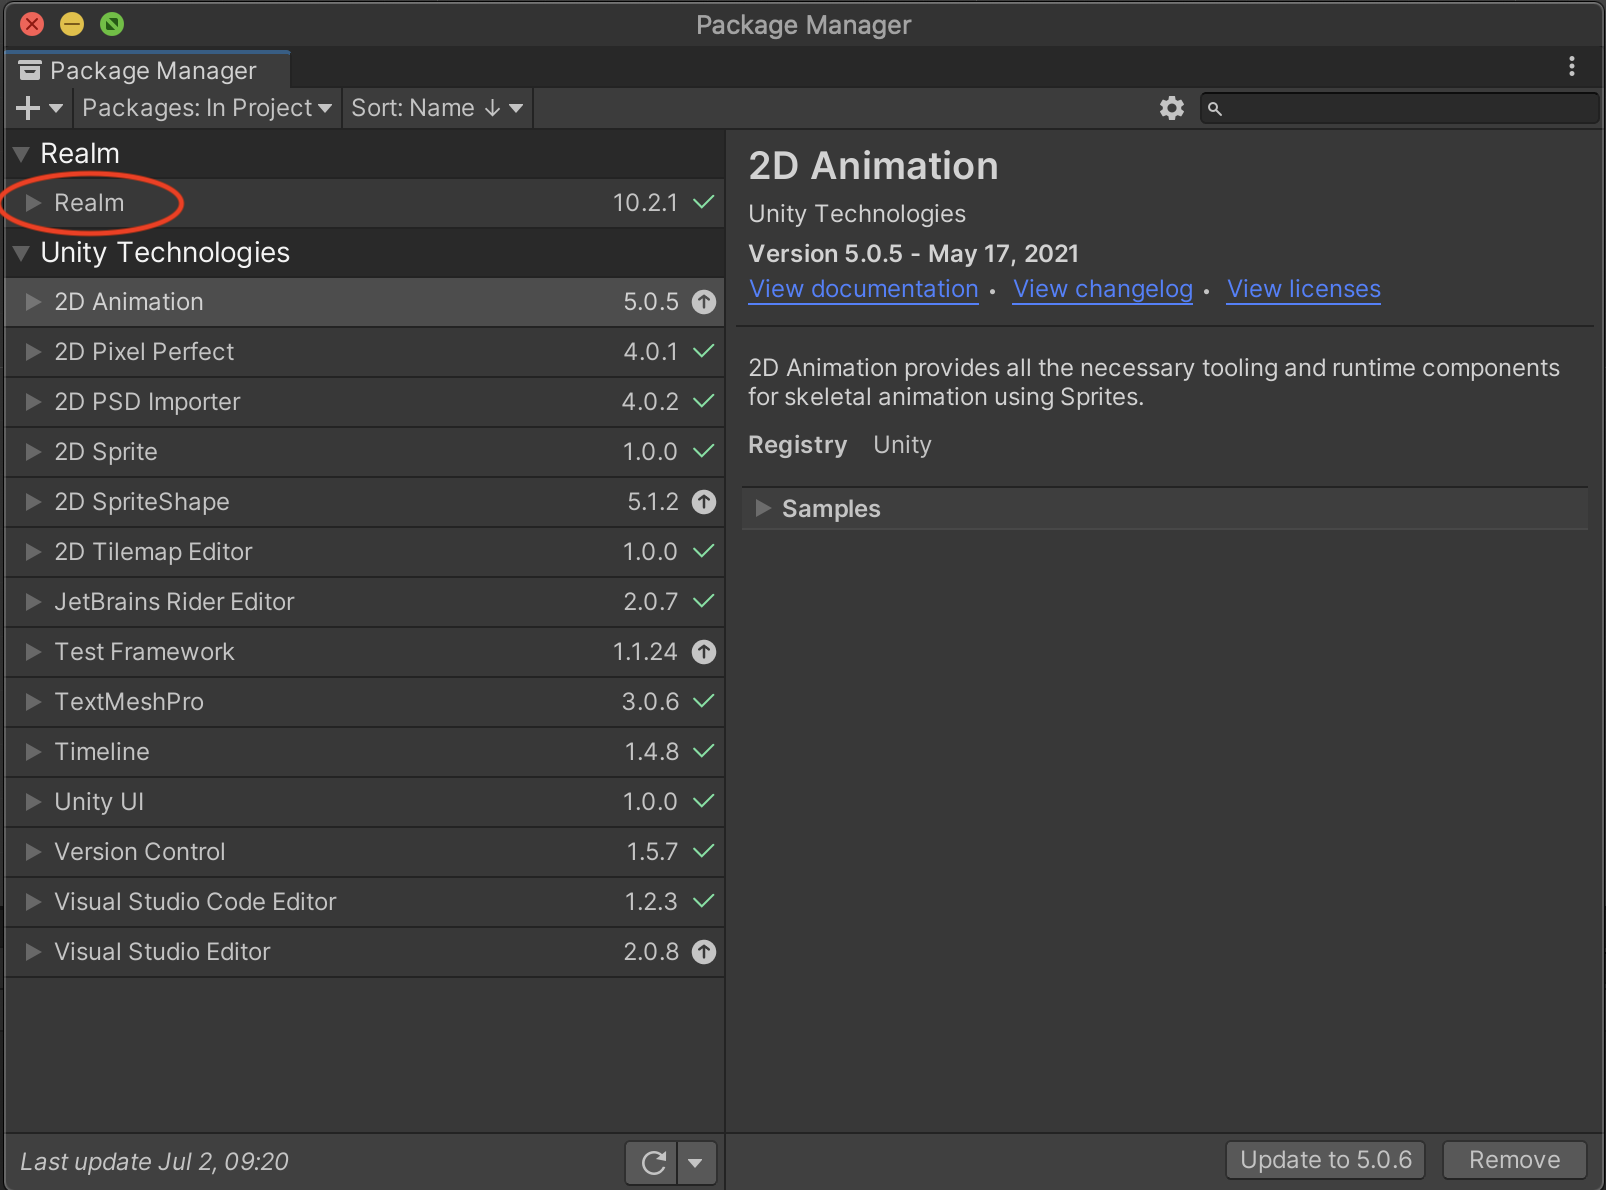 Package Manager
Package Manager
Packages: In Project
Sort: Name ↓
Realm
Realm 10.2.1
Unity Technologies
2D Animation 5.0.5
2D Pixel Perfect 4.0.1
2D PSD Importer 4.0.2
2D Sprite 1.0.0
2D SpriteShape 5.1.2
2D Tilemap Editor 1.0.0
JetBrains Rider Editor 2.0.7
Test Framework 1.1.24
TextMeshPro 3.0.6
Timeline 1.4.8
Unity UI 1.0.0
Version Control 1.5.7
Visual Studio Code Editor 1.2.3
Visual Studio Editor 2.0.8
Last update Jul 2, 09:20
2D Animation
Unity Technologies
Version 5.0.5 - May 17, 2021
View documentation • View changelog • View licenses
2D Animation provides all the necessary tooling and runtime components
for skeletal animation using Sprites.
Registry Unity
Samples
Update to 5.0.6
Remove